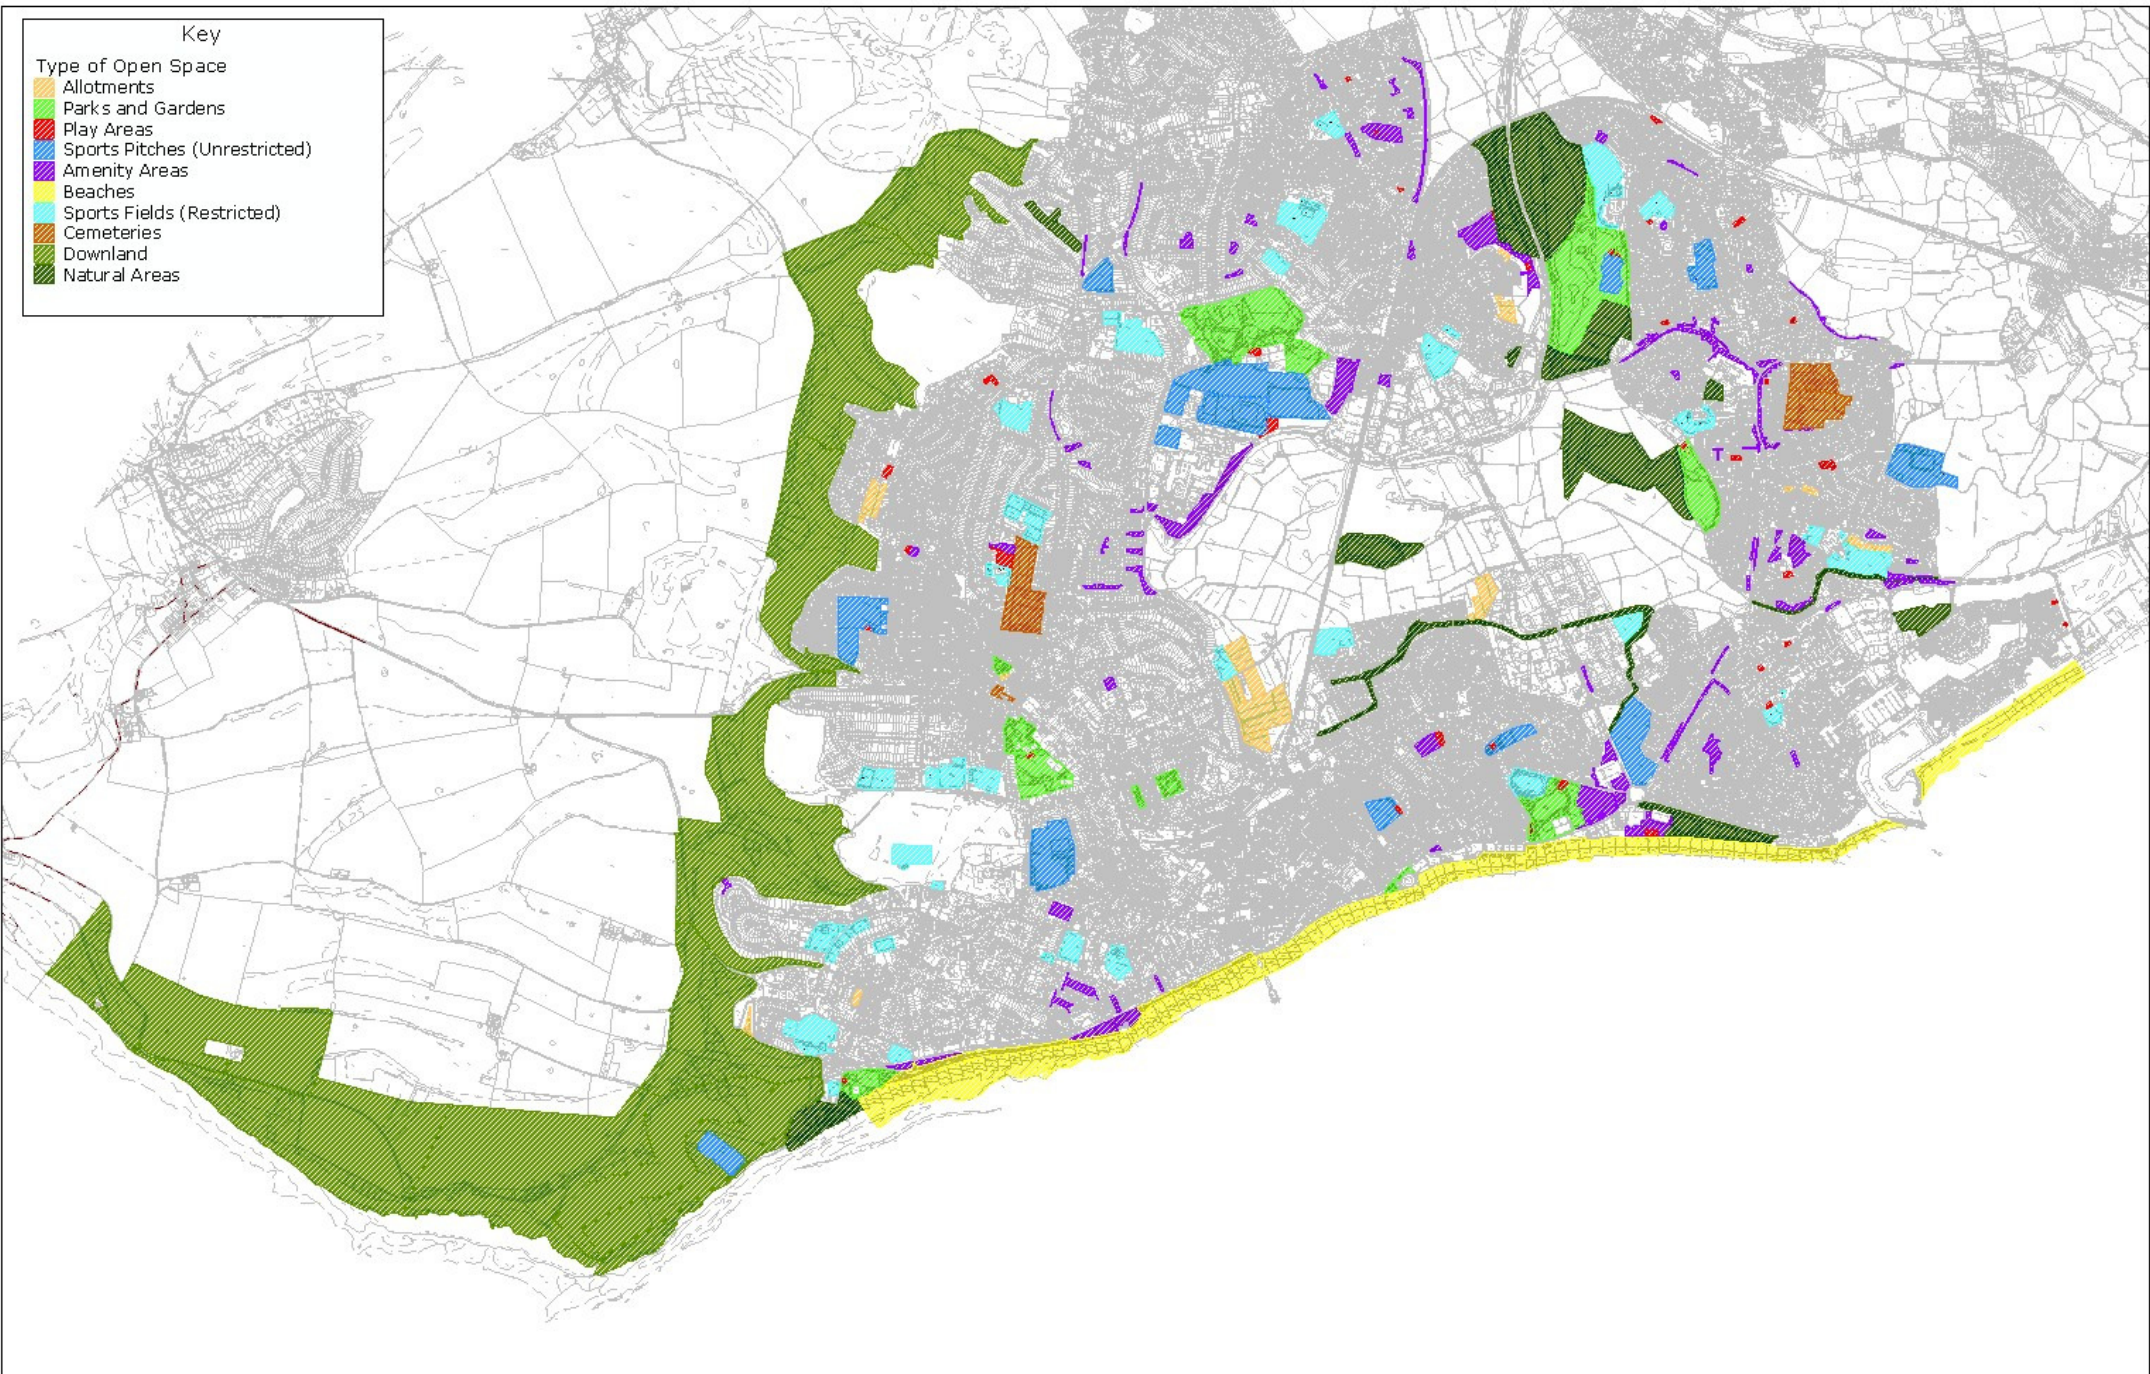 Key
Type of Open Space
Allotments
Parks and Gardens
Play Areas
Sports Pitches (Unrestricted)
Amenity Areas
Beaches
Sports Fields (Restricted)
Cemeteries
Downland
Natural Areas